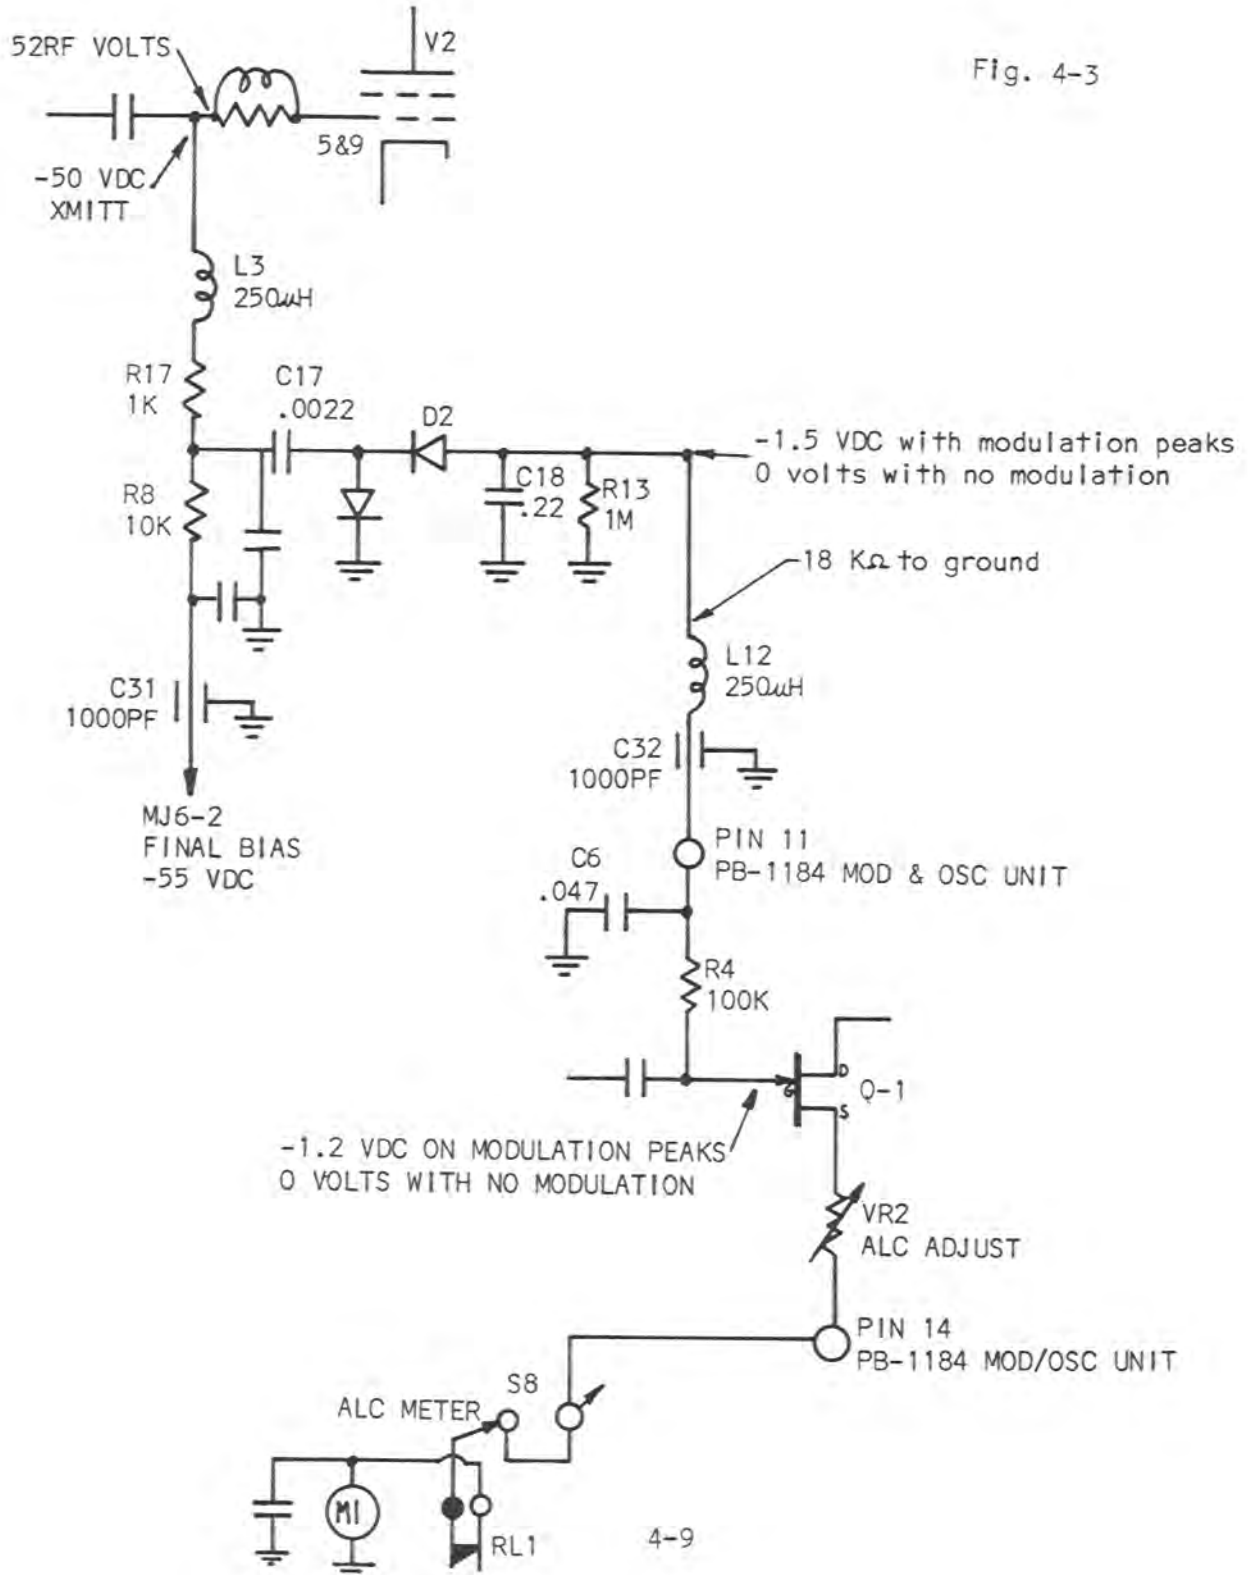 Fig. 4-3
52RF VOLTS
V2
5&9
-50 VDC
XMITT
L3
250µH
R17
1K
C17
.0022
D2
-1.5 VDC with modulation peaks
0 volts with no modulation
R8
10K
C18
.22
R13
1M
-18 KΩ to ground
L12
250µH
C31
1000PF
C32
1000PF
MJ6-2
FINAL BIAS
-55 VDC
PIN 11
PB-1184 MOD & OSC UNIT
C6
.047
R4
100K
D
G
S
Q-1
-1.2 VDC ON MODULATION PEAKS
0 VOLTS WITH NO MODULATION
VR2
ALC ADJUST
PIN 14
PB-1184 MOD/OSC UNIT
S8
ALC METER
M1
RL1
4-9